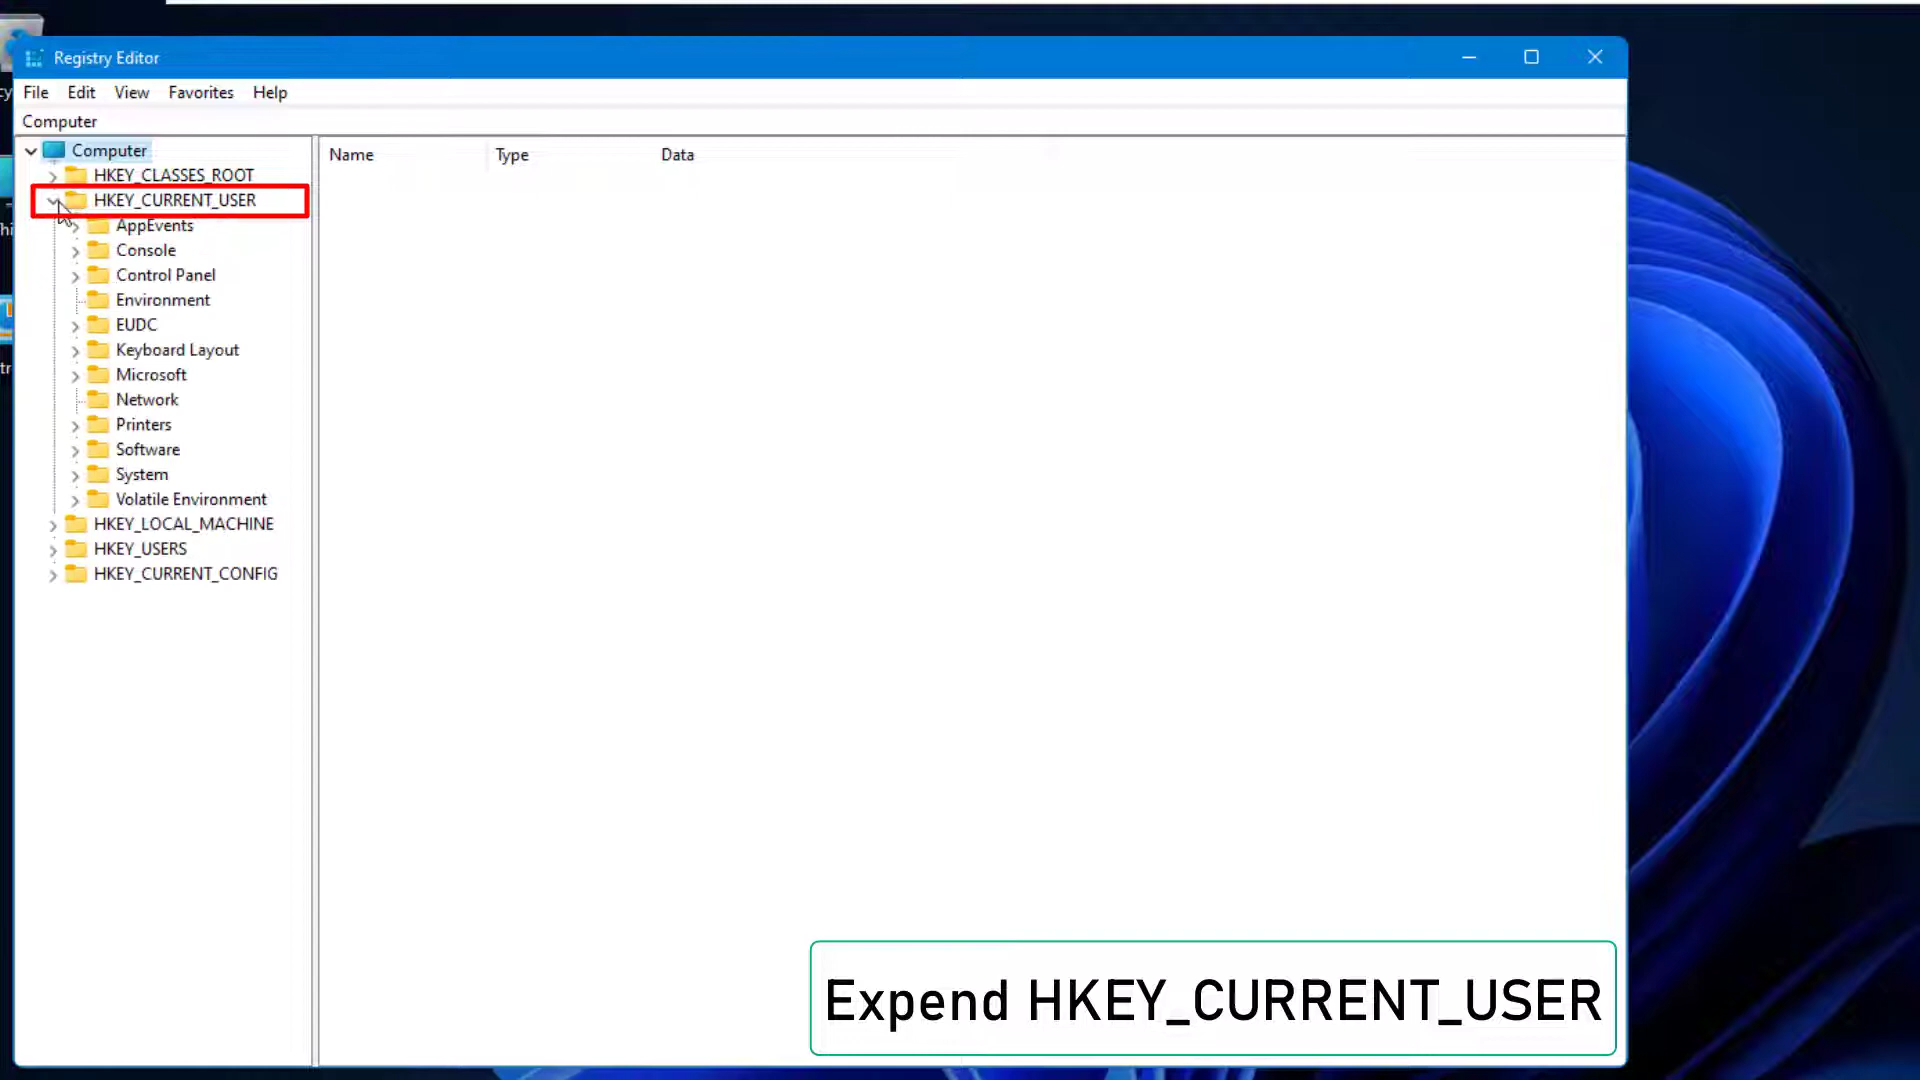 Registry Editor
File Edit View Favorites Help
Computer
Computer
Name Type Data
HKEY_CLASSES_ROOT
HKEY_CURRENT_USER
AppEvents
Console
Control Panel
Environment
EUDC
Keyboard Layout
Microsoft
Network
Printers
Software
System
Volatile Environment
HKEY_LOCAL_MACHINE
HKEY_USERS
HKEY_CURRENT_CONFIG
Expend HKEY_CURRENT_USER